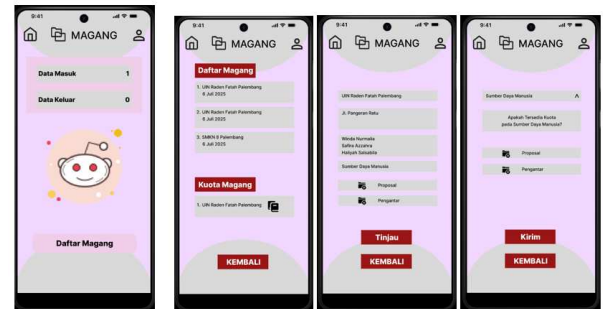 9:41
MAGANG
Data Masuk 1
Data Keluar 0
Daftar Magang
9:41
MAGANG
Daftar Magang
1. UIN Raden Fatah Palembang
6 Juli 2025
2. UIN Raden Fatah Palembang
6 Juli 2025
3. SMKN 8 Palembang
6 Juli 2025
Kuota Magang
1. UIN Raden Fatah Palembang
KEMBALI
9:41
MAGANG
UIN Raden Fatah Palembang
Jl. Pangeran Ratu
Winda Nurmalia
Safira Azzahra
Haliyah Salsabila
Sumber Daya Manusia
Proposal
Pengantar
Tinjau
KEMBALI
9:41
MAGANG
Sumber Daya Manusia
Apakah Tersedia Kuota
pada Sumber Daya Manusia?
Proposal
Pengantar
Kirim
KEMBALI